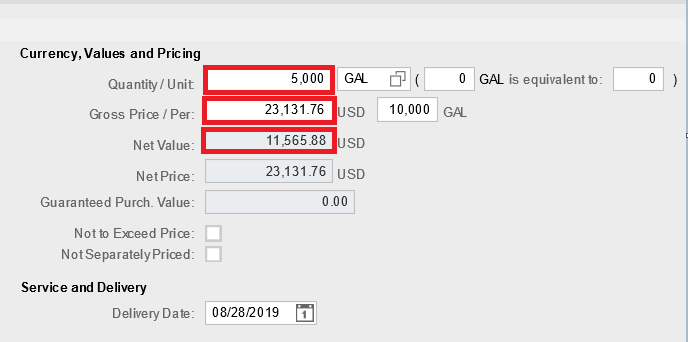 Currency, Values and Pricing
Quantity / Unit: 5,000 GAL ( 0 GAL is equivalent to: 0 )
Gross Price / Per: 23,131.76 USD 10,000 GAL
Net Value: 11,565.88 USD
Net Price: 23,131.76 USD
Guaranteed Purch. Value: 0.00
Not to Exceed Price:
Not Separately Priced:
Service and Delivery
Delivery Date: 08/28/2019 1